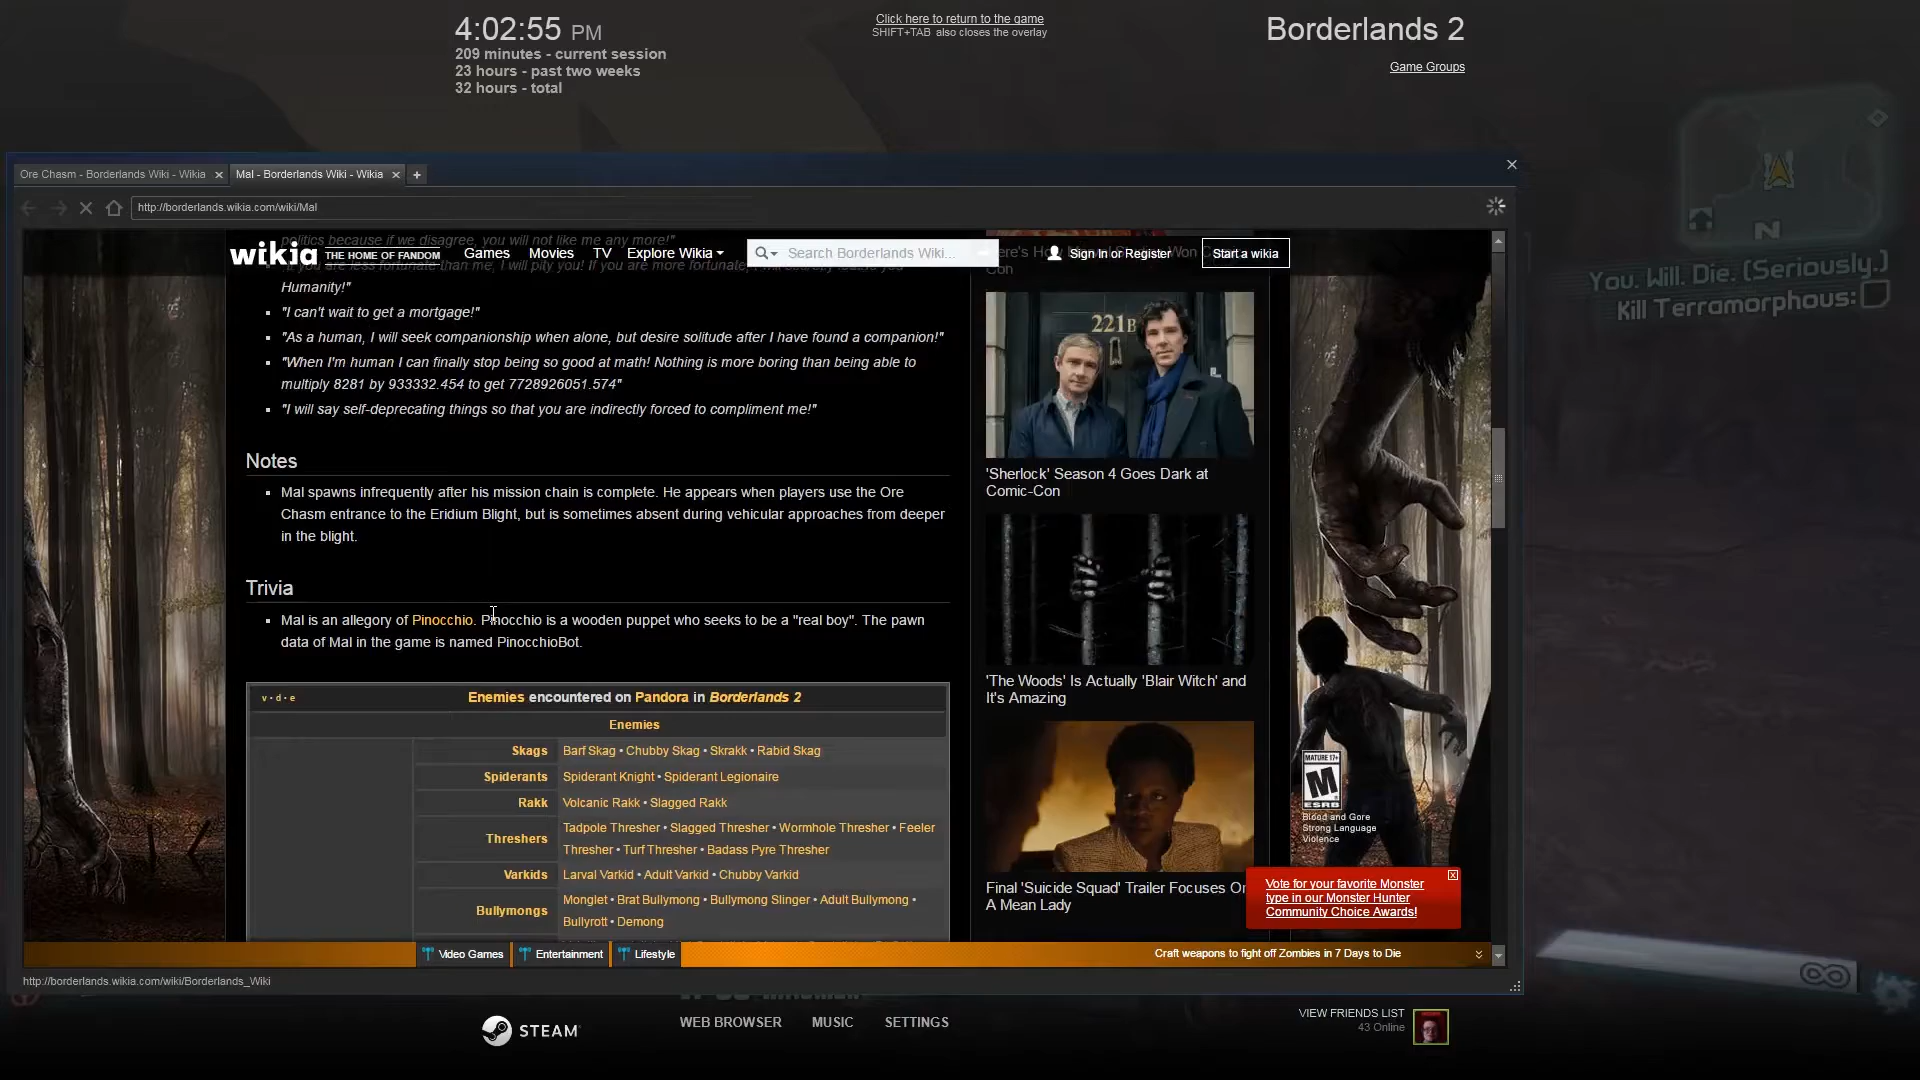 4:02:55 PM
209 minutes - current session
23 hours - past two weeks
32 hours - total
Click here to return to the game
SHIFT+TAB also closes the overlay
Borderlands 2
Game Groups
You. Will. Die. (Seriously.)
Kill Terramorphous:
N
Ore Chasm - Borderlands Wiki - Wikia
Mal - Borderlands Wiki - Wikia
http://borderlands.wikia.com/wiki/Mal
wikia
THE HOME OF FANDOM
Games
Movies
TV
Explore Wikia
Search Borderlands Wiki...
Sign In or Register
Start a wikia
politics because if we disagree, you will not like me any more!"
Humanity!"
"I can't wait to get a mortgage!"
"As a human, I will seek companionship when alone, but desire solitude after I have found a companion!"
"When I'm human I can finally stop being so good at math! Nothing is more boring than being able to
multiply 8281 by 933332.454 to get 7728926051.574"
"I will say self-deprecating things so that you are indirectly forced to compliment me!"
Notes
Mal spawns infrequently after his mission chain is complete. He appears when players use the Ore
Chasm entrance to the Eridium Blight, but is sometimes absent during vehicular approaches from deeper
in the blight.
Trivia
Mal is an allegory of Pinocchio. Pinocchio is a wooden puppet who seeks to be a "real boy". The pawn
data of Mal in the game is named PinocchioBot.
v · d · e
Enemies encountered on Pandora in Borderlands 2
Enemies
Skags
Barf Skag • Chubby Skag • Skrakk • Rabid Skag
Spiderants
Spiderant Knight • Spiderant Legionaire
Rakk
Volcanic Rakk • Slagged Rakk
Threshers
Tadpole Thresher • Slagged Thresher • Wormhole Thresher • Feeler
Thresher • Turf Thresher • Badass Pyre Thresher
Varkids
Larval Varkid • Adult Varkid • Chubby Varkid
Bullymongs
Monglet • Brat Bullymong • Bullymong Slinger • Adult Bullymong •
Bullyrott • Demong
Con
221B
'Sherlock' Season 4 Goes Dark at
Comic-Con
'The Woods' Is Actually 'Blair Witch' and
It's Amazing
Final 'Suicide Squad' Trailer Focuses On
A Mean Lady
MATURE 17+
M
ESRB
Blood and Gore
Strong Language
Violence
Vote for your favorite Monster
type in our Monster Hunter
Community Choice Awards!
Video Games
Entertainment
Lifestyle
Craft weapons to fight off Zombies in 7 Days to Die
http://borderlands.wikia.com/wiki/Borderlands_Wiki
STEAM
WEB BROWSER
MUSIC
SETTINGS
VIEW FRIENDS LIST
43 Online